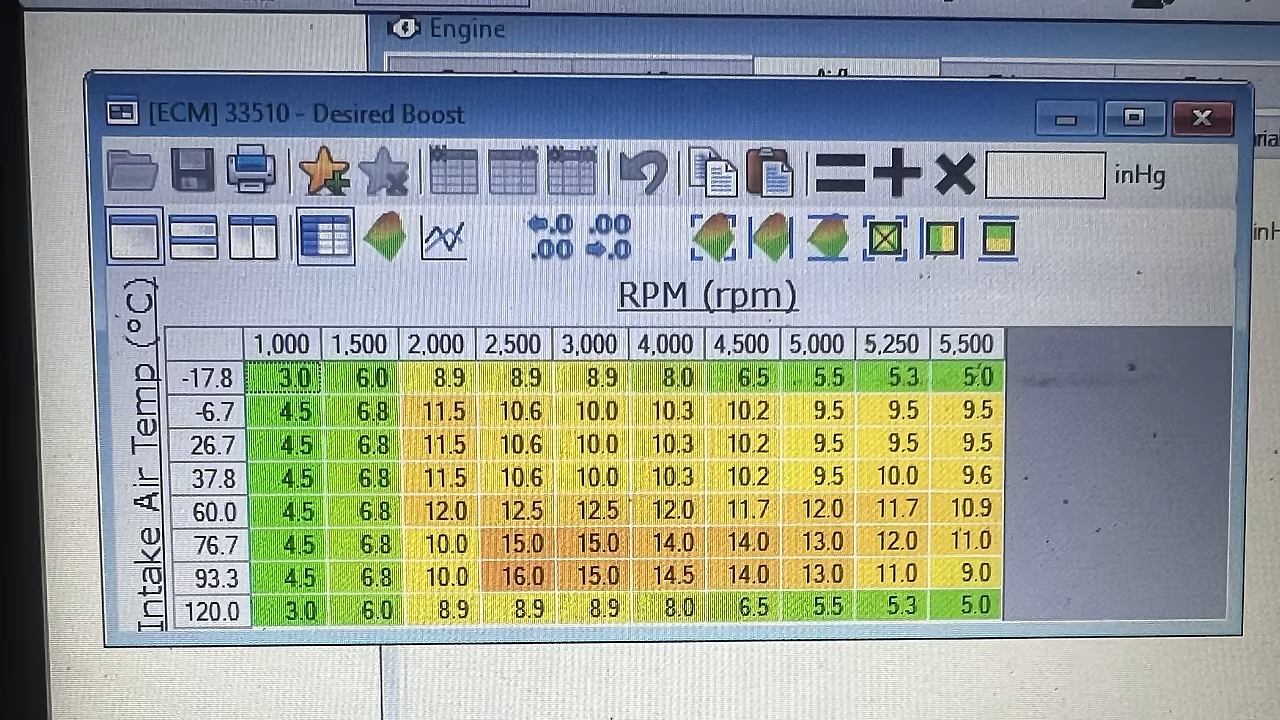 Engine
[ECM] 33510 - Desired Boost
inHg
.0 .00
.00 .0
RPM (rpm)
Intake Air Temp (°C)
1,000 1,500 2,000 2,500 3,000 4,000 4,500 5,000 5,250 5,500
-17.8 3.0 6.0 8.9 8.9 8.9 8.0 6.5 5.5 5.3 5.0
-6.7 4.5 6.8 11.5 10.6 10.0 10.3 10.2 9.5 9.5 9.5
26.7 4.5 6.8 11.5 10.6 10.0 10.3 10.2 9.5 9.5 9.5
37.8 4.5 6.8 11.5 10.6 10.0 10.3 10.2 9.5 10.0 9.6
60.0 4.5 6.8 12.0 12.5 12.5 12.0 11.7 12.0 11.7 10.9
76.7 4.5 6.8 10.0 15.0 15.0 14.0 14.0 13.0 12.0 11.0
93.3 4.5 6.8 10.0 16.0 15.0 14.5 14.0 13.0 11.0 9.0
120.0 3.0 6.0 8.9 8.9 8.9 8.0 6.5 5.5 5.3 5.0